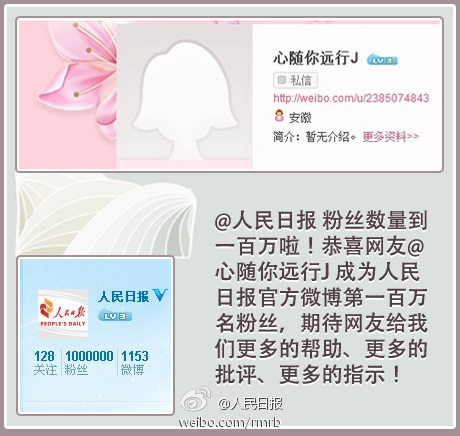 心随你远行J LV 3
私信
http://weibo.com/u/2385074843
安徽
简介：暂无介绍。更多资料>>
@人民日报 粉丝数量到
一百万啦！恭喜网友@
心随你远行J 成为人民
日报官方微博第一百万
名粉丝，期待网友给我
们更多的帮助、更多的
批评、更多的指示！
人民日报 V
LV 3
人民日报
PEOPLE'S DAILY
128 1000000 1153
关注 粉丝 微博
@人民日报
weibo.com/rmrb